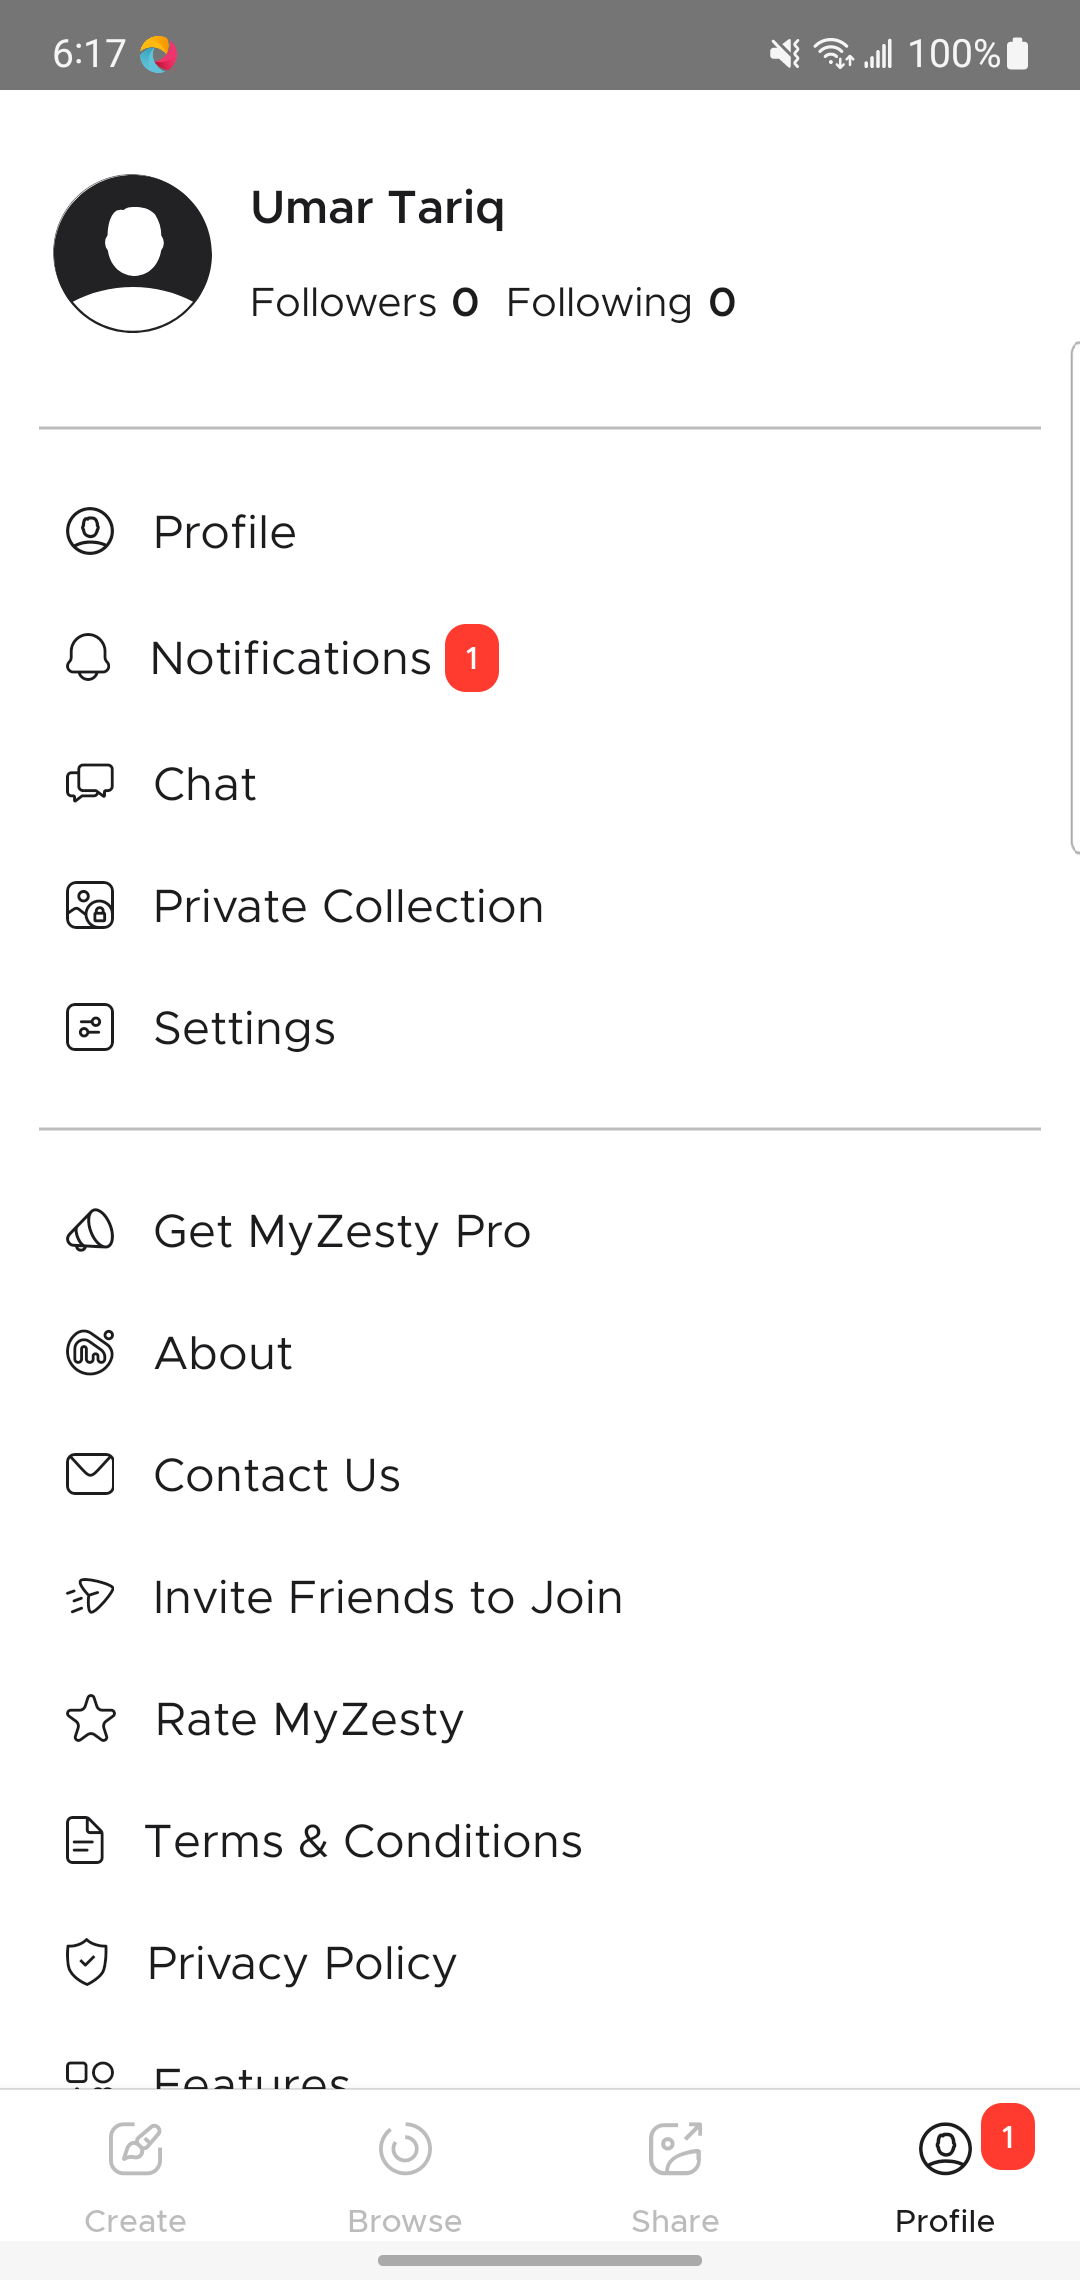 6:17 100%
Umar Tariq
Followers 0 Following 0
Profile
Notifications 1
Chat
Private Collection
Settings
Get MyZesty Pro
About
Contact Us
Invite Friends to Join
Rate MyZesty
Terms & Conditions
Privacy Policy
Features
1
Create Browse Share Profile